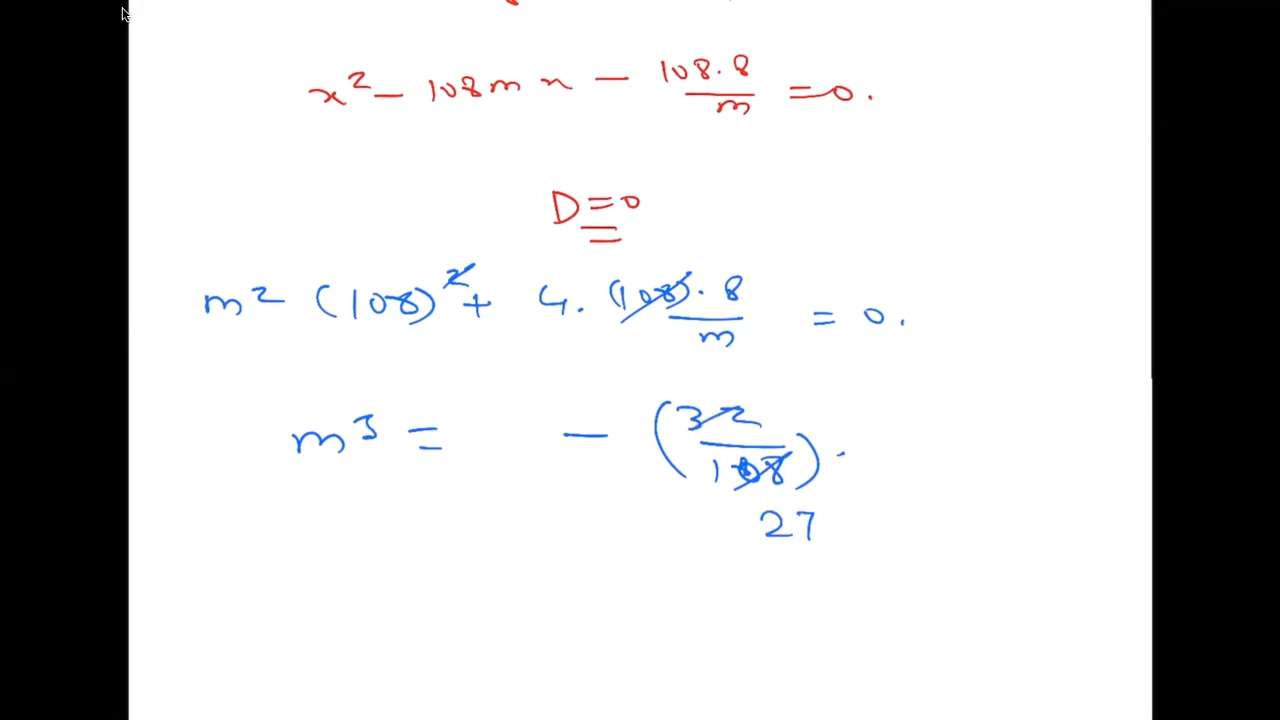 x² - 108mx - 108.8/m = 0.
D = 0
m² (108)² + 4. (108).8/m = 0.
m³ = - (32/108).
27